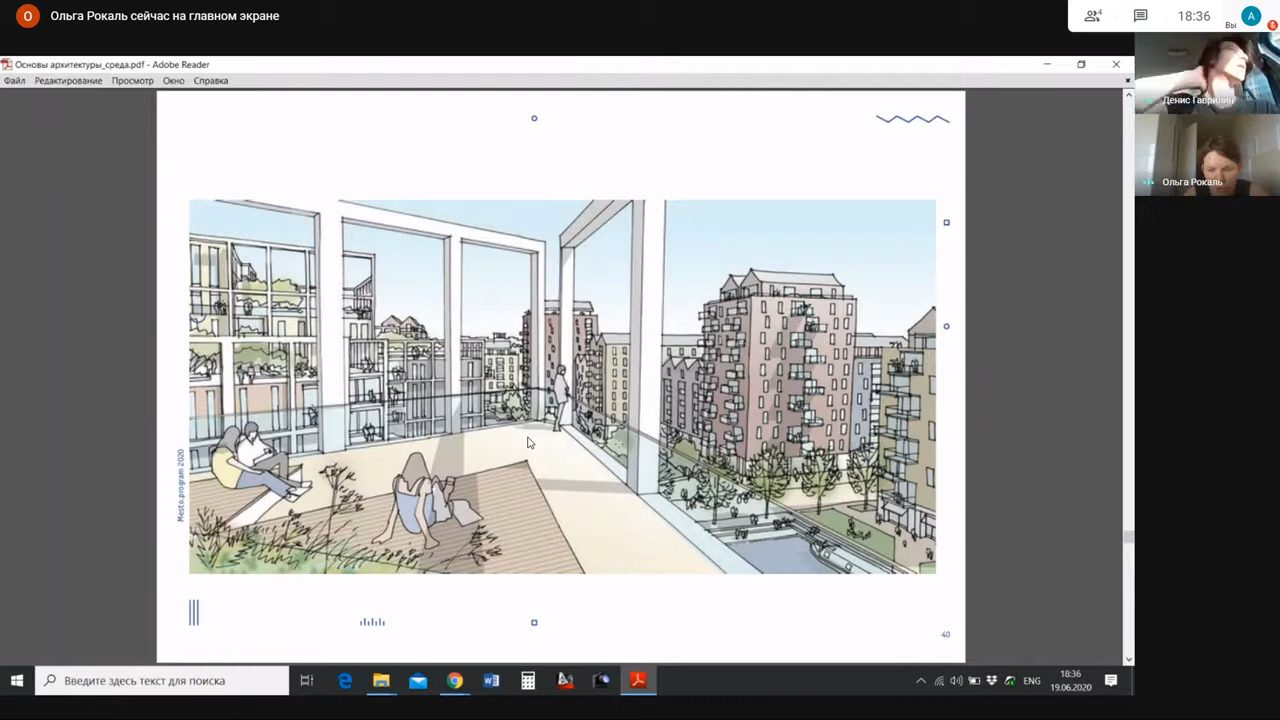 О
Ольга Рокаль сейчас на главном экране
4
18:36
Вы
А
Основы архитектуры_среда.pdf - Adobe Reader
Файл Редактирование Просмотр Окно Справка
Денис Гаврилин
Ольга Рокаль
Mesto.program 2020
40
Введите здесь текст для поиска
ENG
18:36
19.06.2020